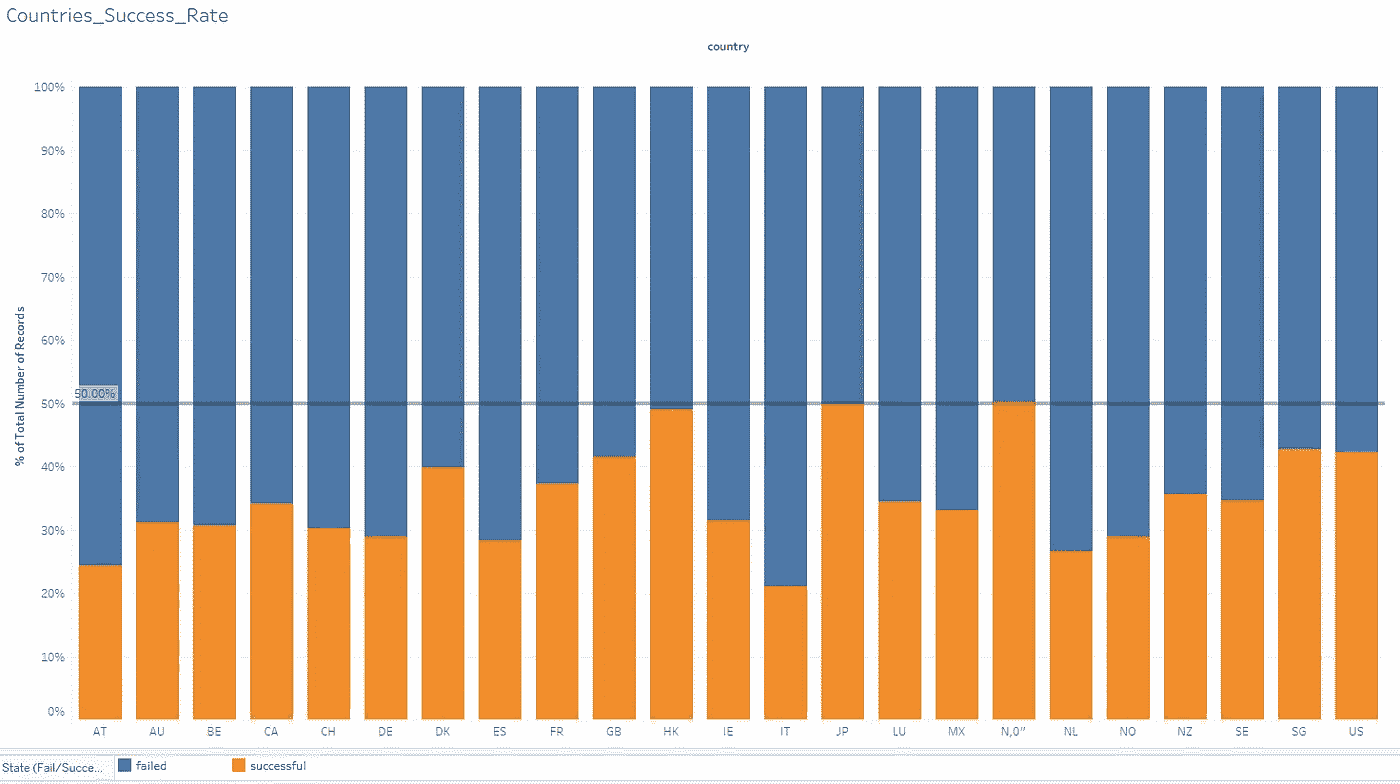 Countries_Success_Rate
country
100%
90%
80%
70%
60%
50.00%
50%
40%
30%
20%
10%
0%
% of Total Number of Records
AT AU BE CA CH DE DK ES FR GB HK IE IT JP LU MX N,0" NL NO NZ SE SG US
State (Fail/Succe... failed successful